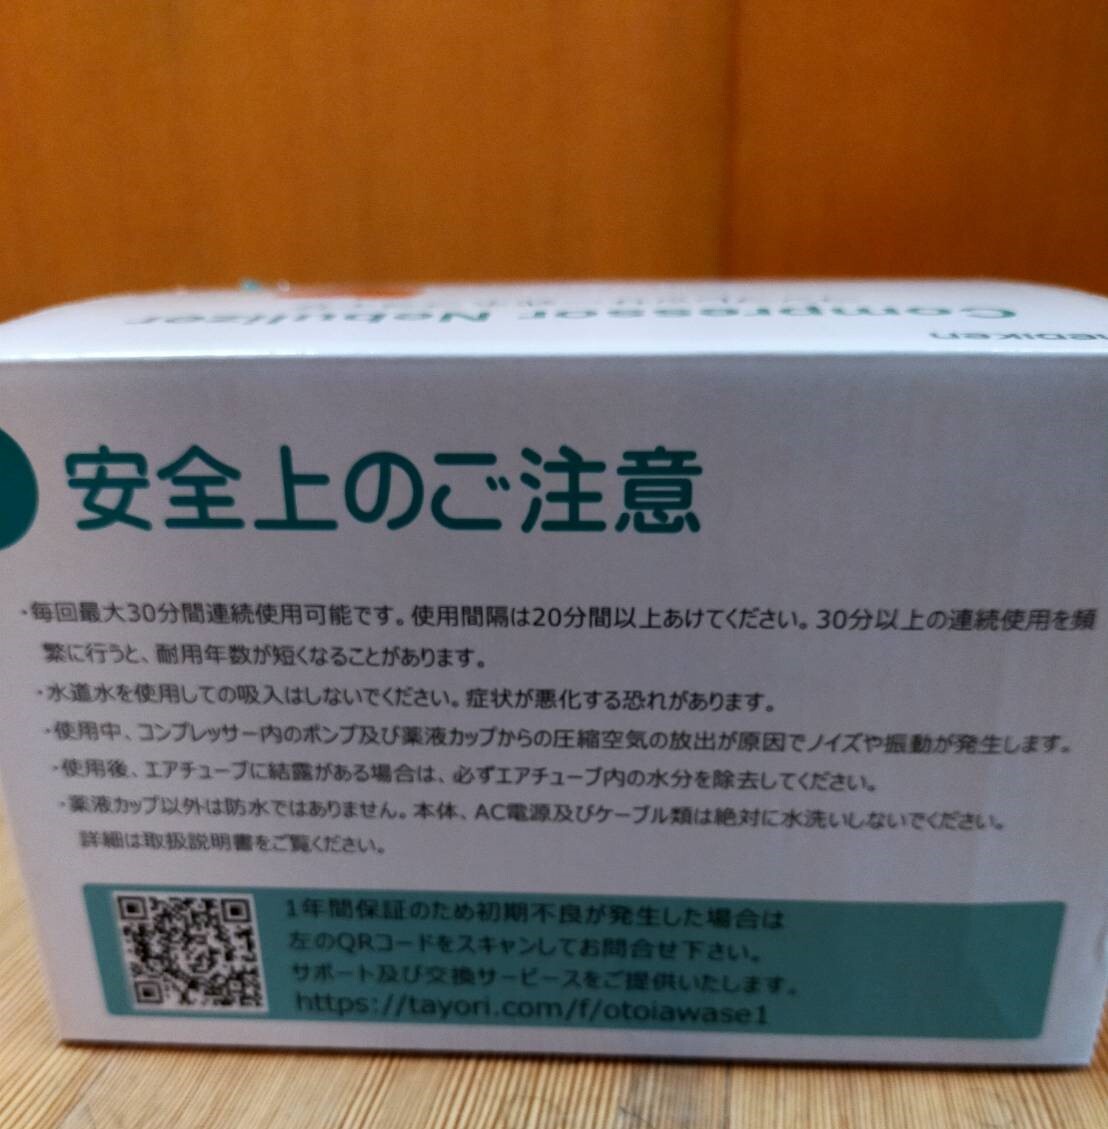 Compressor Nebulizer
安全上のご注意
・毎回最大30分間連続使用可能です。使用間隔は20分間以上あけてください。30分以上の連続使用を頻
繁に行うと、耐用年数が短くなることがあります。
・水道水を使用しての吸入はしないでください。症状が悪化する恐れがあります。
・使用中、コンプレッサー内のポンプ及び薬液カップからの圧縮空気の放出が原因でノイズや振動が発生します。
・使用後、エアチューブに結露がある場合は、必ずエアチューブ内の水分を除去してください。
・薬液カップ以外は防水ではありません。本体、AC電源及びケーブル類は絶対に水洗いしないでください。
詳細は取扱説明書をご覧ください。
1年間保証のため初期不良が発生した場合は
左のQRコードをスキャンしてお問合せ下さい。
サポート及び交換サービースをご提供いたします。
https://tayori.com/f/otoiawase1